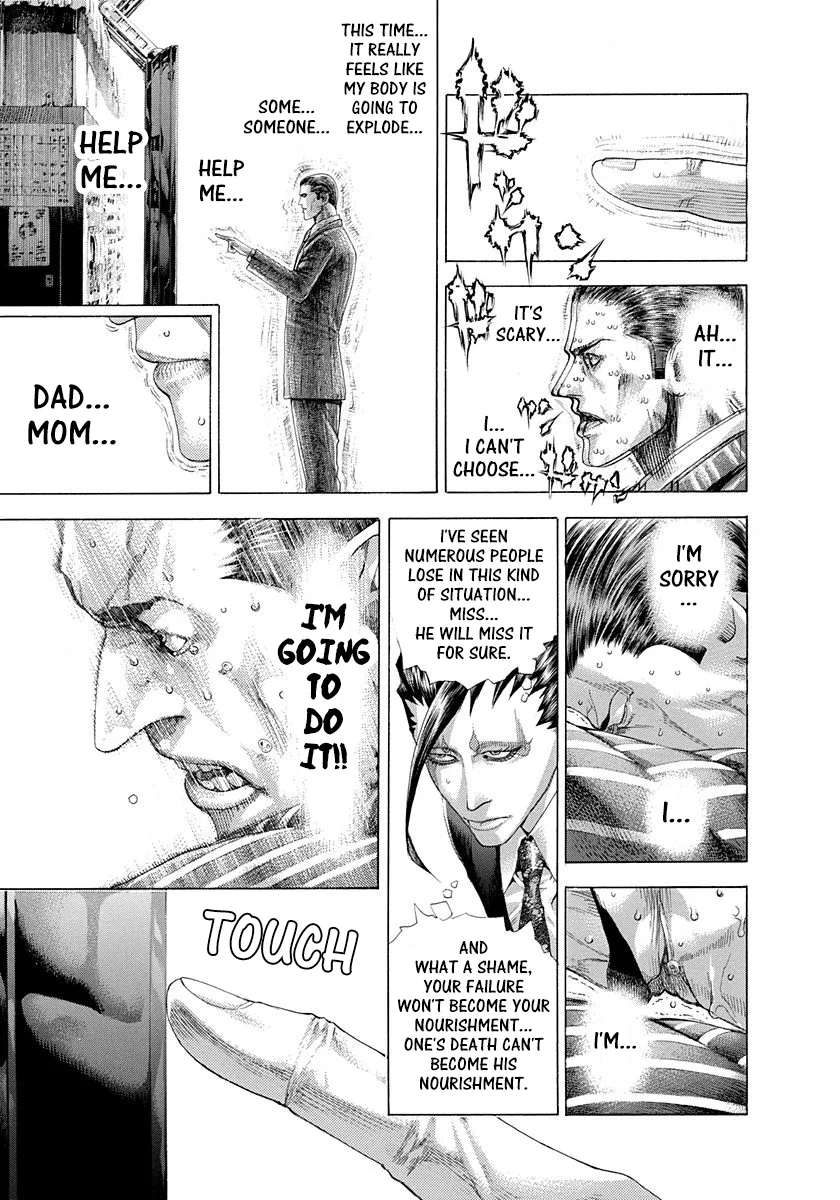 AH...
IT...
IT'S
SCARY...
I...
I CAN'T
CHOOSE...
THIS TIME...
IT REALLY
FEELS LIKE
MY BODY IS
GOING TO
EXPLODE...
SOME...
SOMEONE...
HELP
ME...
HELP
ME...
DAD...
MOM...
I'M
SORRY
...
I...
I'M...
I'VE SEEN
NUMEROUS PEOPLE
LOSE IN THIS KIND
OF SITUATION...
MISS...
HE WILL MISS IT
FOR SURE.
AND
WHAT A SHAME,
YOUR FAILURE
WON'T BECOME YOUR
NOURISHMENT...
ONE'S DEATH CAN'T
BECOME HIS
NOURISHMENT.
I'M
GOING
TO
DO
IT!!
TOUCH